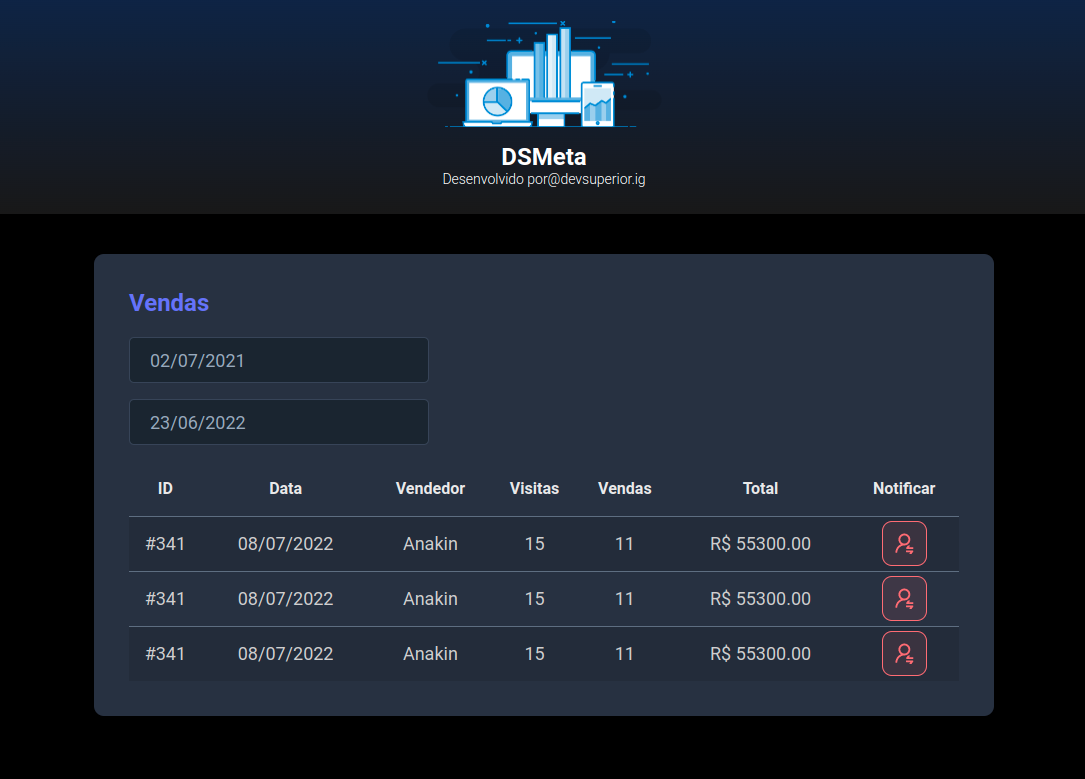 DSMeta
Desenvolvido por@devsuperior.ig
Vendas
02/07/2021
23/06/2022
ID Data Vendedor Visitas Vendas Total Notificar
#341 08/07/2022 Anakin 15 11 R$ 55300.00
#341 08/07/2022 Anakin 15 11 R$ 55300.00
#341 08/07/2022 Anakin 15 11 R$ 55300.00